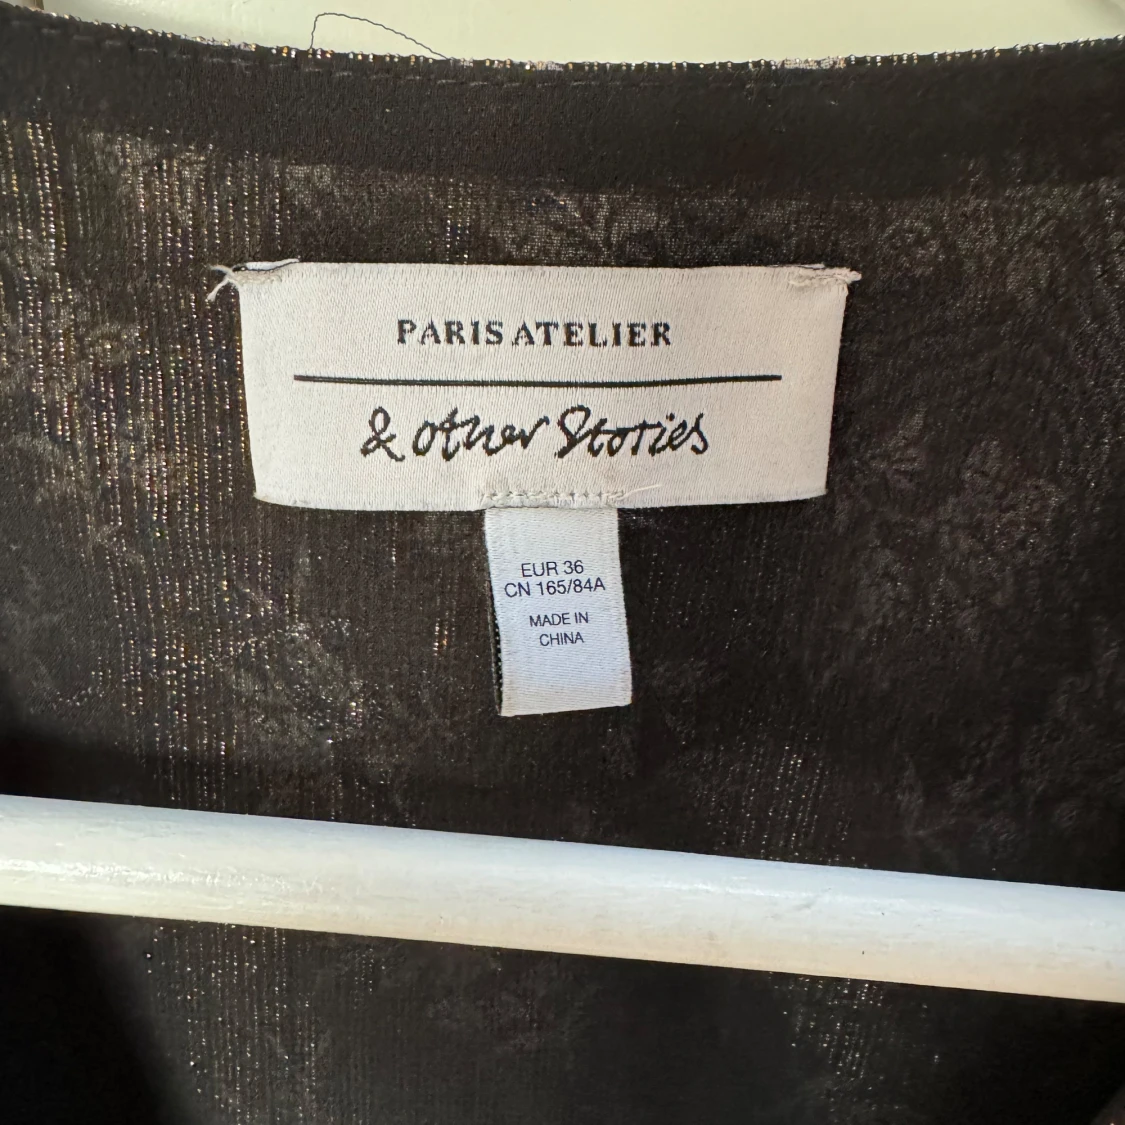 PARIS ATELIER
& other Stories
EUR 36
CN 165/84A
MADE IN
CHINA